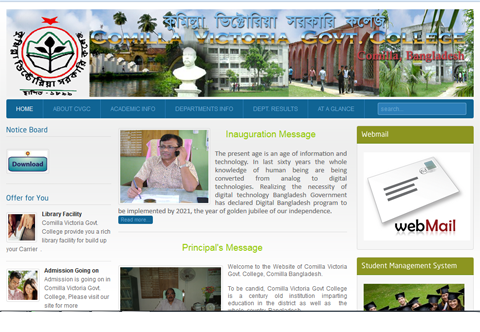 কুমিল্লা ভিক্টোরিয়া সরকারি কলেজ
COMILLA VICTORIA GOVT. COLLEGE
Comilla, Bangladesh
কুমিল্লা ভিক্টোরিয়া সরকারি কলেজ
স্থাপিত - ১৮৯৯
HOME
ABOUT CVGC
ACADEMIC INFO
DEPARTMENTS INFO
DEPT. RESULTS
AT A GLANCE
search...
Notice Board
Download
Offer for You
Library Facility
Comilla Victoria Govt.
College provide you a rich
library facility for build up
your Carrier ...
Admission Going on
Admission is going on in
Comilla Victoria Govt.
College, Please visit our
site for more
Inauguration Message
The present age is an age of information and
technology. In last sixty years the whole
knowledge of human being are being
converted from analog to digital
technologies. Realizing the necessity of
digital technology Bangladesh Government
has declared Digital Bangladesh program to
be implemented by 2021, the year of golden jubilee of our independence.
Read more...
Principal's Message
Welcome to the Website of Comilla Victoria
Govt. College, Comilla Bangladesh.
To be candid, Comilla Victoria Govt College
is a century old institution imparting
education in the district as well as the
whole country Bangladesh
Webmail
webMail
Student Management System